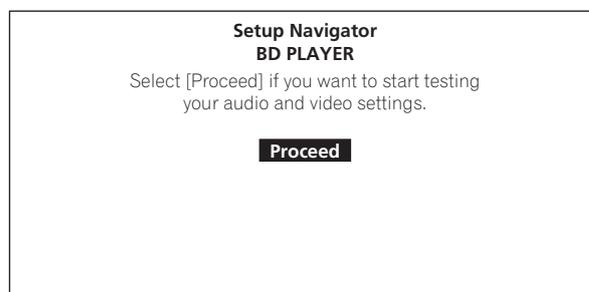 Setup Navigator
BD PLAYER
Select [Proceed] if you want to start testing
your audio and video settings.
Proceed